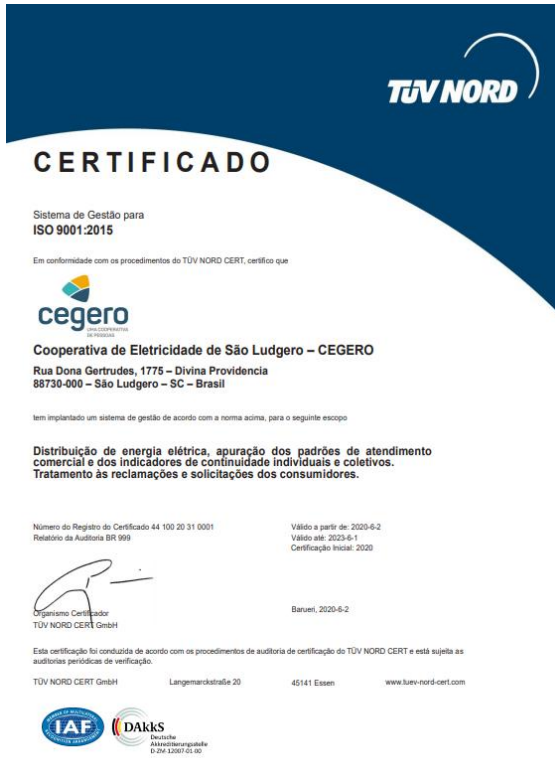 TÜV NORD
CERTIFICADO
Sistema de Gestão para
ISO 9001:2015
Em conformidade com os procedimentos do TÜV NORD CERT, certifico que
cegero
UMA COOPERATIVA
DE PESSOAS
Cooperativa de Eletricidade de São Ludgero – CEGERO
Rua Dona Gertrudes, 1775 – Divina Providencia
88730-000 – São Ludgero – SC – Brasil
tem implantado um sistema de gestão de acordo com a norma acima, para o seguinte escopo
Distribuição de energia elétrica, apuração dos padrões de atendimento
comercial e dos indicadores de continuidade individuais e coletivos.
Tratamento às reclamações e solicitações dos consumidores.
Número do Registro do Certificado 44 100 20 31 0001
Relatório da Auditoria BR 999
Válido a partir de: 2020-6-2
Válido até: 2023-6-1
Certificação Inicial: 2020
Organismo Certificador
TÜV NORD CERT GmbH
Barueri, 2020-6-2
Esta certificação foi conduzida de acordo com os procedimentos de auditoria de certificação do TÜV NORD CERT e está sujeita as
auditorias periódicas de verificação.
TÜV NORD CERT GmbH Langemarckstraße 20 45141 Essen www.tuev-nord-cert.com
IAF
DAkkS
Deutsche
Akkreditierungsstelle
D-ZM-12007-01-00